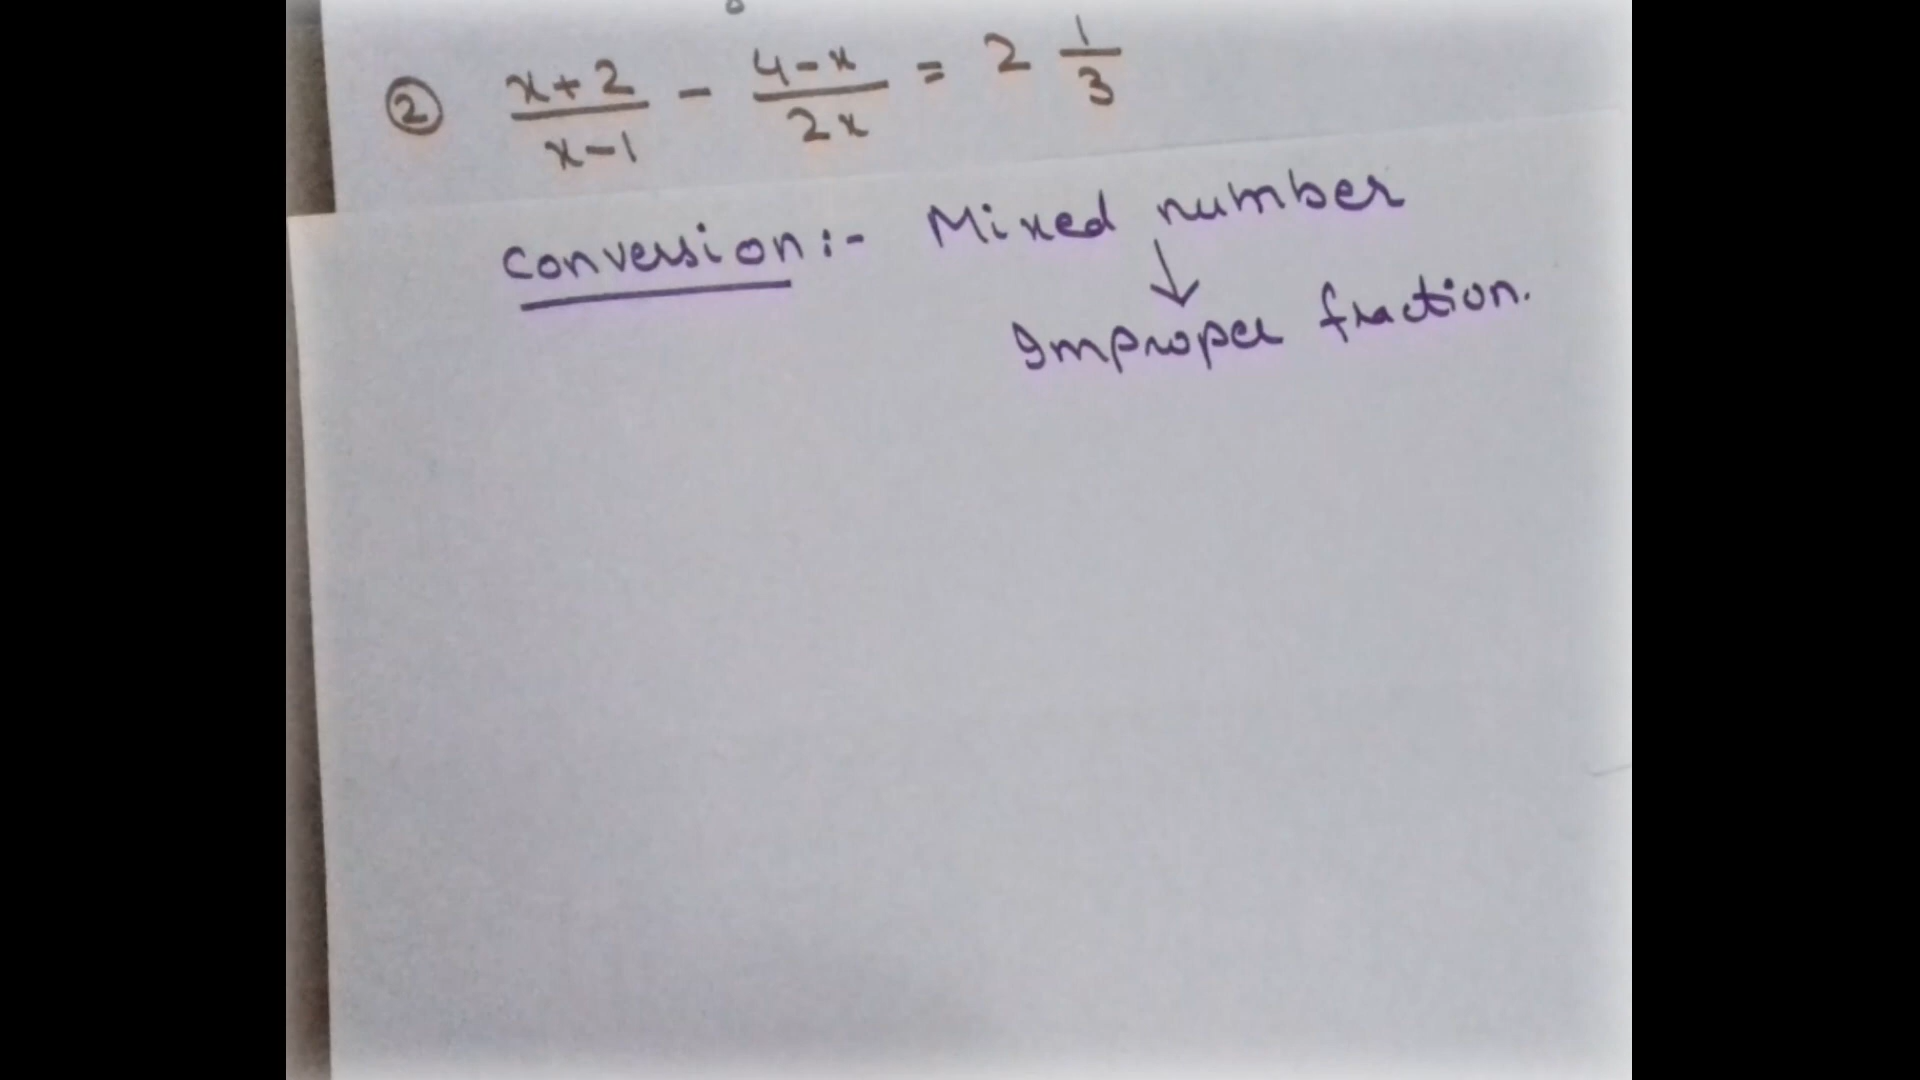 ② x+2/x-1 - 4-x/2x = 2 1/3
conversion:- Mixed number
↓
Improper fraction.